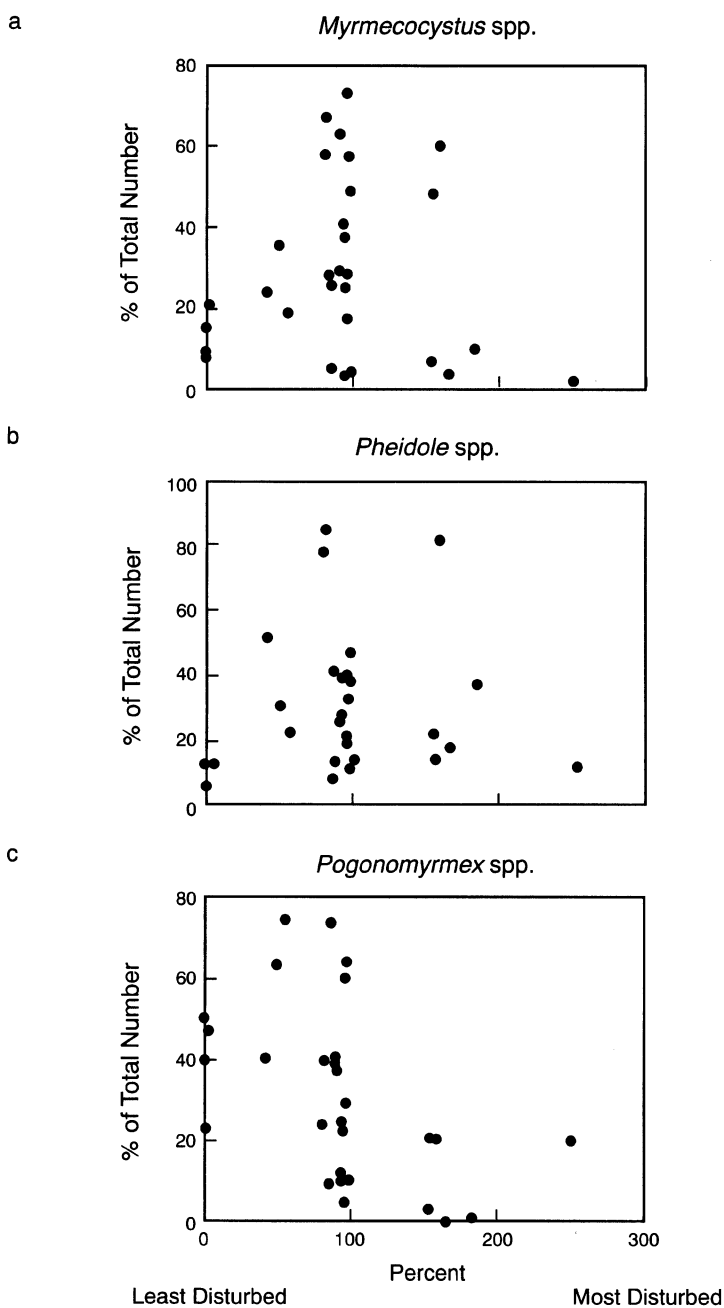 a
Myrmecocystus spp.
80
60
40
20
0
% of Total Number
b
Pheidole spp.
100
80
60
40
20
0
% of Total Number
c
Pogonomyrmex spp.
80
60
40
20
0
% of Total Number
0 100 200 300
Percent
Least Disturbed Most Disturbed